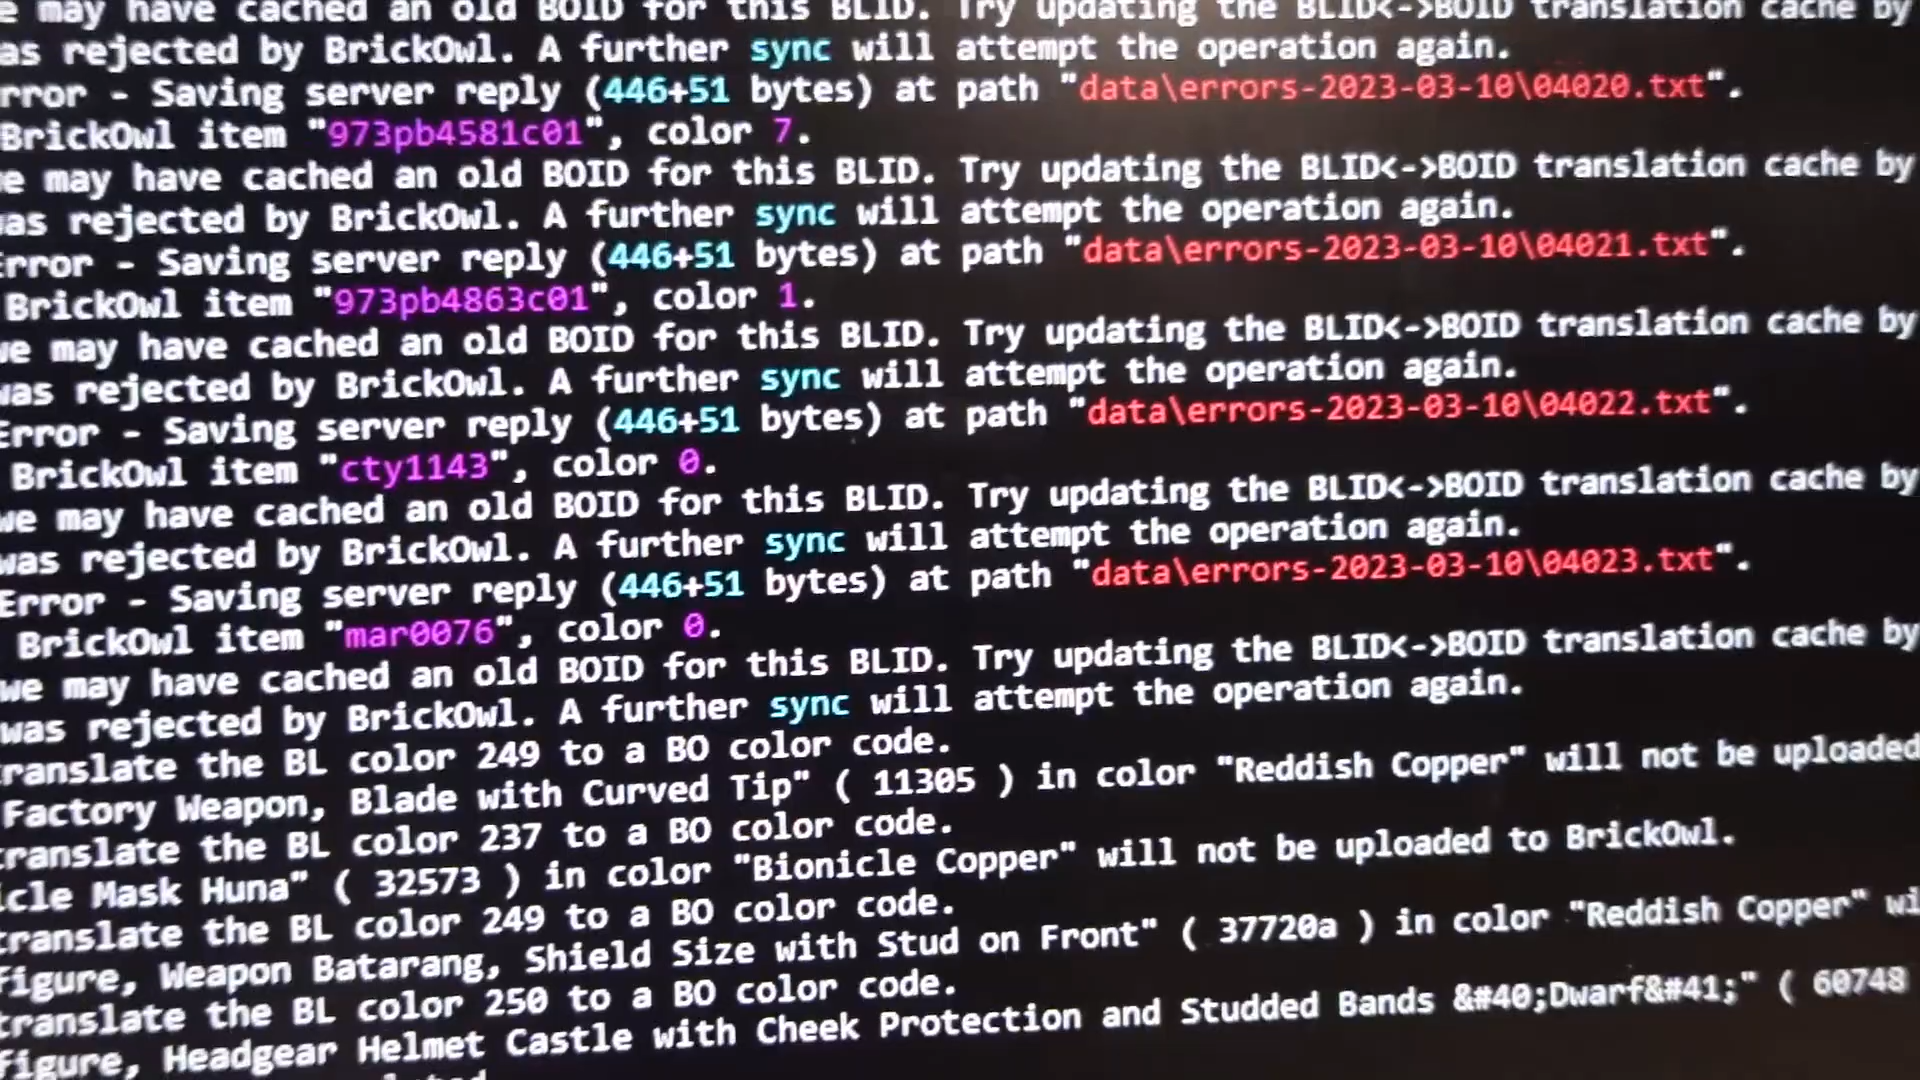 e may have cached an old BOID for this BLID. Try updating the BLID<->BOID translation cache by
as rejected by BrickOwl. A further sync will attempt the operation again.
rror - Saving server reply (446+51 bytes) at path "data\errors-2023-03-10\04020.txt".
BrickOwl item "973pb4581c01", color 7.
e may have cached an old BOID for this BLID. Try updating the BLID<->BOID translation cache by
as rejected by BrickOwl. A further sync will attempt the operation again.
Error - Saving server reply (446+51 bytes) at path "data\errors-2023-03-10\04021.txt".
BrickOwl item "973pb4863c01", color 1.
we may have cached an old BOID for this BLID. Try updating the BLID<->BOID translation cache by
was rejected by BrickOwl. A further sync will attempt the operation again.
Error - Saving server reply (446+51 bytes) at path "data\errors-2023-03-10\04022.txt".
BrickOwl item "cty1143", color 0.
we may have cached an old BOID for this BLID. Try updating the BLID<->BOID translation cache by
was rejected by BrickOwl. A further sync will attempt the operation again.
Error - Saving server reply (446+51 bytes) at path "data\errors-2023-03-10\04023.txt".
BrickOwl item "mar0076", color 0.
we may have cached an old BOID for this BLID. Try updating the BLID<->BOID translation cache by
was rejected by BrickOwl. A further sync will attempt the operation again.
translate the BL color 249 to a BO color code.
Factory Weapon, Blade with Curved Tip" ( 11305 ) in color "Reddish Copper" will not be uploaded
translate the BL color 237 to a BO color code.
icle Mask Huna" ( 32573 ) in color "Bionicle Copper" will not be uploaded to BrickOwl.
translate the BL color 249 to a BO color code.
figure, Weapon Batarang, Shield Size with Stud on Front" ( 37720a ) in color "Reddish Copper" wi
translate the BL color 250 to a BO color code.
figure, Headgear Helmet Castle with Cheek Protection and Studded Bands &#40;Dwarf&#41;" ( 60748